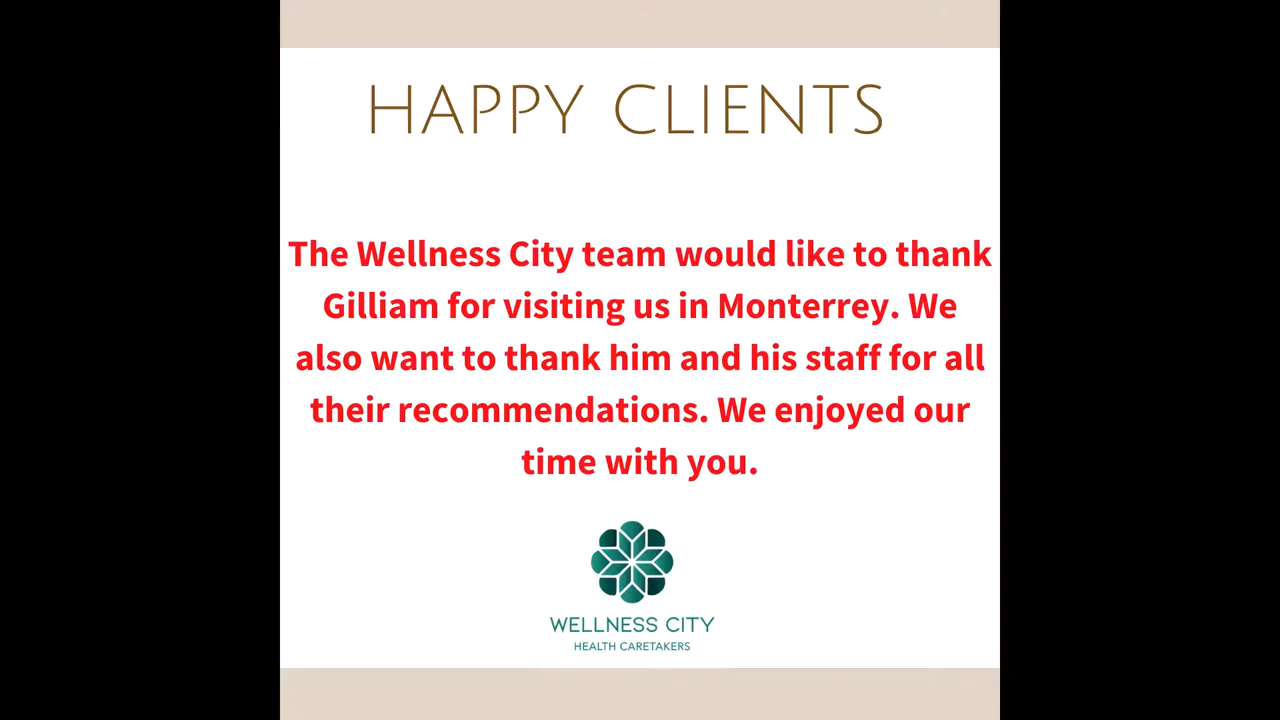 HAPPY CLIENTS
The Wellness City team would like to thank
Gilliam for visiting us in Monterrey. We
also want to thank him and his staff for all
their recommendations. We enjoyed our
time with you.
WELLNESS CITY
HEALTH CARETAKERS